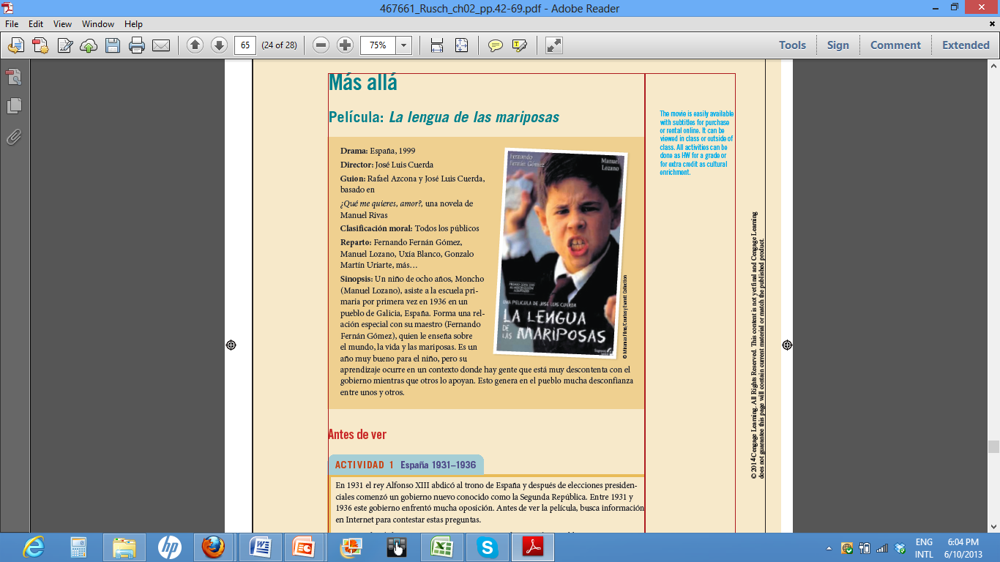 467661_Rusch_ch02_pp.42-69.pdf - Adobe Reader
File Edit View Window Help
65 (24 of 28) 75% Tools Sign Comment Extended
Más allá
Película: La lengua de las mariposas
Drama: España, 1999
Director: José Luis Cuerda
Guion: Rafael Azcona y José Luis Cuerda,
basado en
¿Qué me quieres, amor?, una novela de
Manuel Rivas
Clasificación moral: Todos los públicos
Reparto: Fernando Fernán Gómez,
Manuel Lozano, Uxía Blanco, Gonzalo
Martín Uriarte, más…
Sinopsis: Un niño de ocho años, Moncho
(Manuel Lozano), asiste a la escuela pri-
maria por primera vez en 1936 en un
pueblo de Galicia, España. Forma una rel-
ación especial con su maestro (Fernando
Fernán Gómez), quien le enseña sobre
el mundo, la vida y las mariposas. Es un
año muy bueno para el niño, pero su
aprendizaje ocurre en un contexto donde hay gente que está muy descontenta con el
gobierno mientras que otros lo apoyan. Esto genera en el pueblo mucha desconfianza
entre unos y otros.
Fernando
Fernán Gómez
Manuel
Lozano
UNA PELICULA DE JOSE LUIS CUERDA
LA LENGUA
DE LAS MARIPOSAS
© Miramax Films/Courtesy Everett Collection
The movie is easily available
with subtitles for purchase
or rental online. It can be
viewed in class or outside of
class. All activities can be
done as HW for a grade or
for extra credit as cultural
enrichment.
© 2014 Cengage Learning. All Rights Reserved. This content is not yet final and Cengage Learning
does not guarantee this page will contain current material or match the published product.
Antes de ver
ACTIVIDAD 1 España 1931–1936
En 1931 el rey Alfonso XIII abdicó al trono de España y después de elecciones presiden-
ciales comenzó un gobierno nuevo conocido como la Segunda República. Entre 1931 y
1936 este gobierno enfrentó mucha oposición. Antes de ver la película, busca información
en Internet para contestar estas preguntas.
ENG
INTL
6:04 PM
6/10/2013